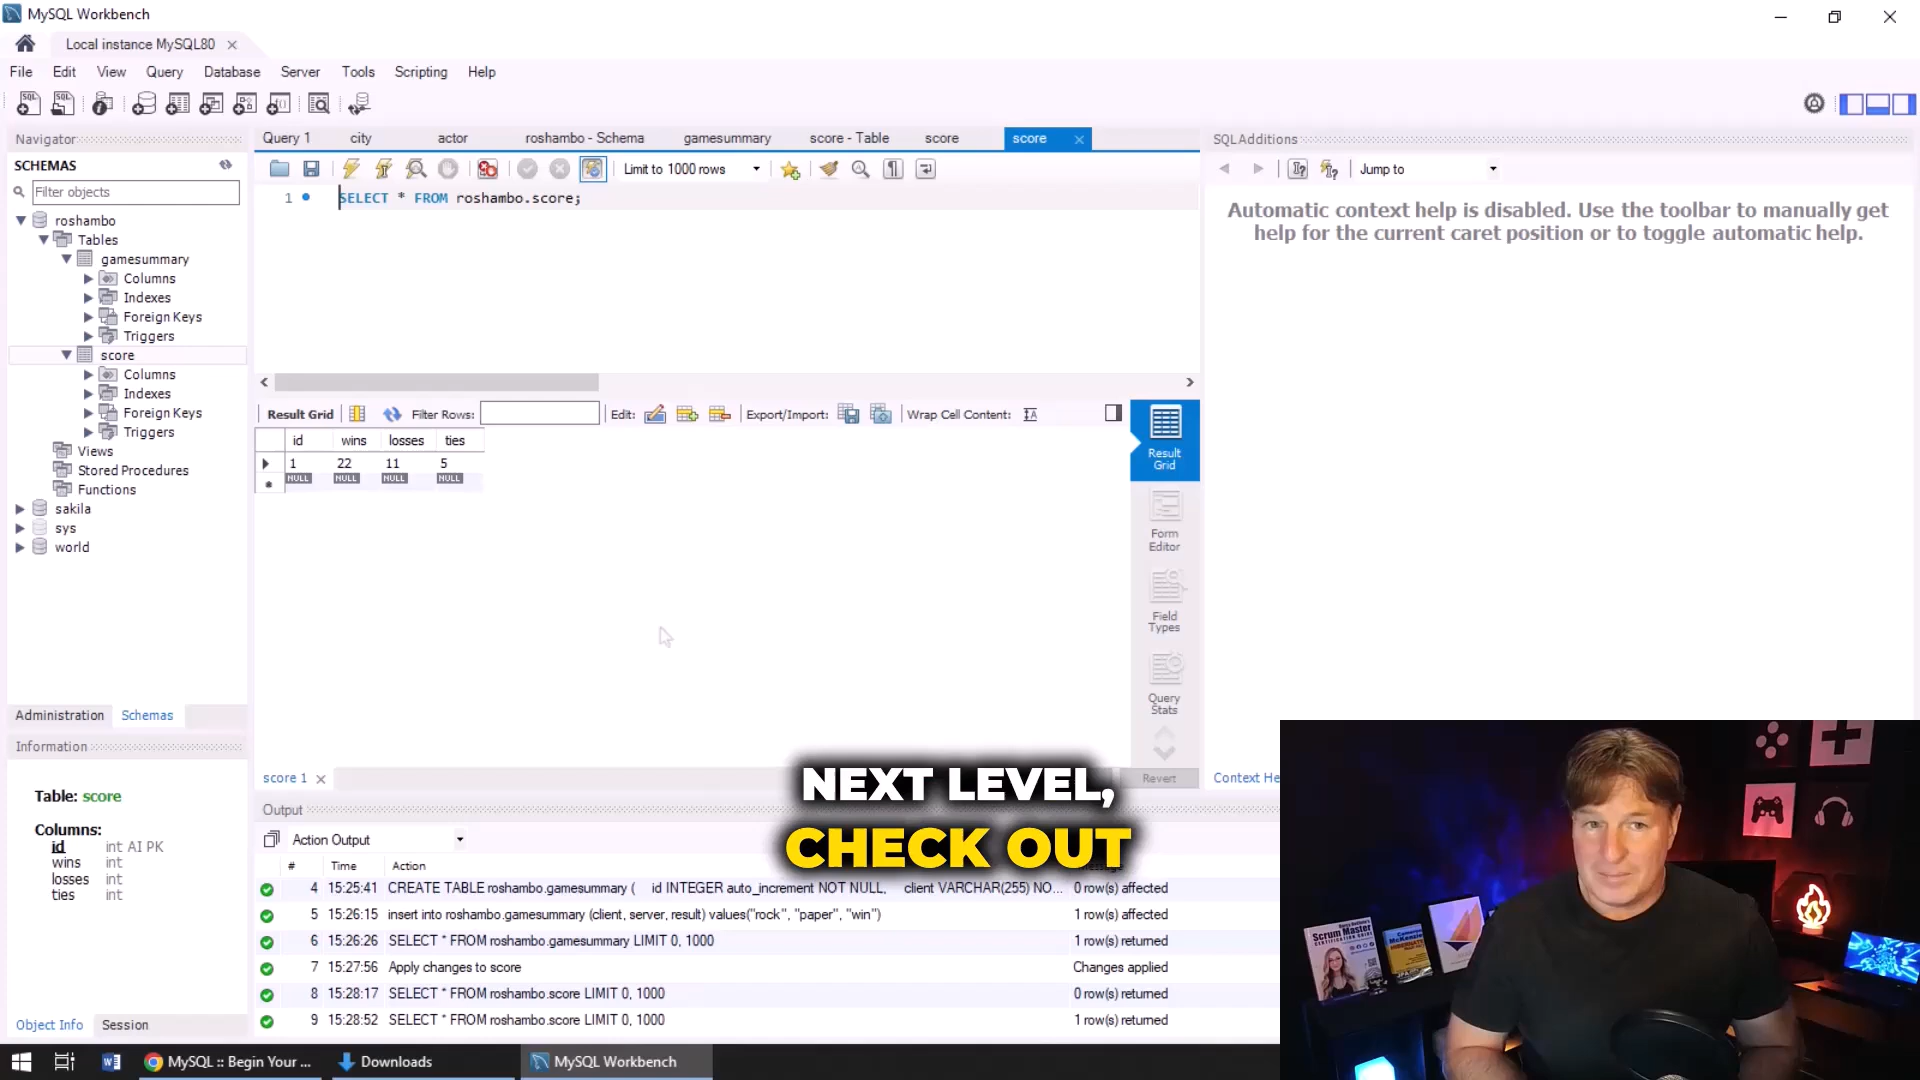 MySQL Workbench
Local instance MySQL80
File Edit View Query Database Server Tools Scripting Help
Navigator
SCHEMAS
Filter objects
roshambo
Tables
gamesummary
Columns
Indexes
Foreign Keys
Triggers
score
Columns
Indexes
Foreign Keys
Triggers
Views
Stored Procedures
Functions
sakila
sys
world
Administration Schemas
Information
Table: score
Columns:
id int AI PK
wins int
losses int
ties int
Object Info Session
Query 1 city actor roshambo - Schema gamesummary score - Table score score
Limit to 1000 rows
1 SELECT * FROM roshambo.score;
Result Grid Filter Rows: Edit: Export/Import: Wrap Cell Content:
id wins losses ties
1 22 11 5
NULL NULL NULL NULL
Result
Grid
Form
Editor
Field
Types
Query
Stats
score 1
Revert
SQLAdditions
Jump to
Automatic context help is disabled. Use the toolbar to manually get
help for the current caret position or to toggle automatic help.
Context He
NEXT LEVEL,
CHECK OUT
Output
Action Output
# Time Action
4 15:25:41 CREATE TABLE roshambo.gamesummary ( id INTEGER auto_increment NOT NULL, client VARCHAR(255) NO... 0 row(s) affected
5 15:26:15 insert into roshambo.gamesummary (client, server, result) values("rock", "paper", "win") 1 row(s) affected
6 15:26:26 SELECT * FROM roshambo.gamesummary LIMIT 0, 1000 1 row(s) returned
7 15:27:56 Apply changes to score Changes applied
8 15:28:17 SELECT * FROM roshambo.score LIMIT 0, 1000 0 row(s) returned
9 15:28:52 SELECT * FROM roshambo.score LIMIT 0, 1000 1 row(s) returned
Scrum Master
MySQL :: Begin Your ... Downloads MySQL Workbench